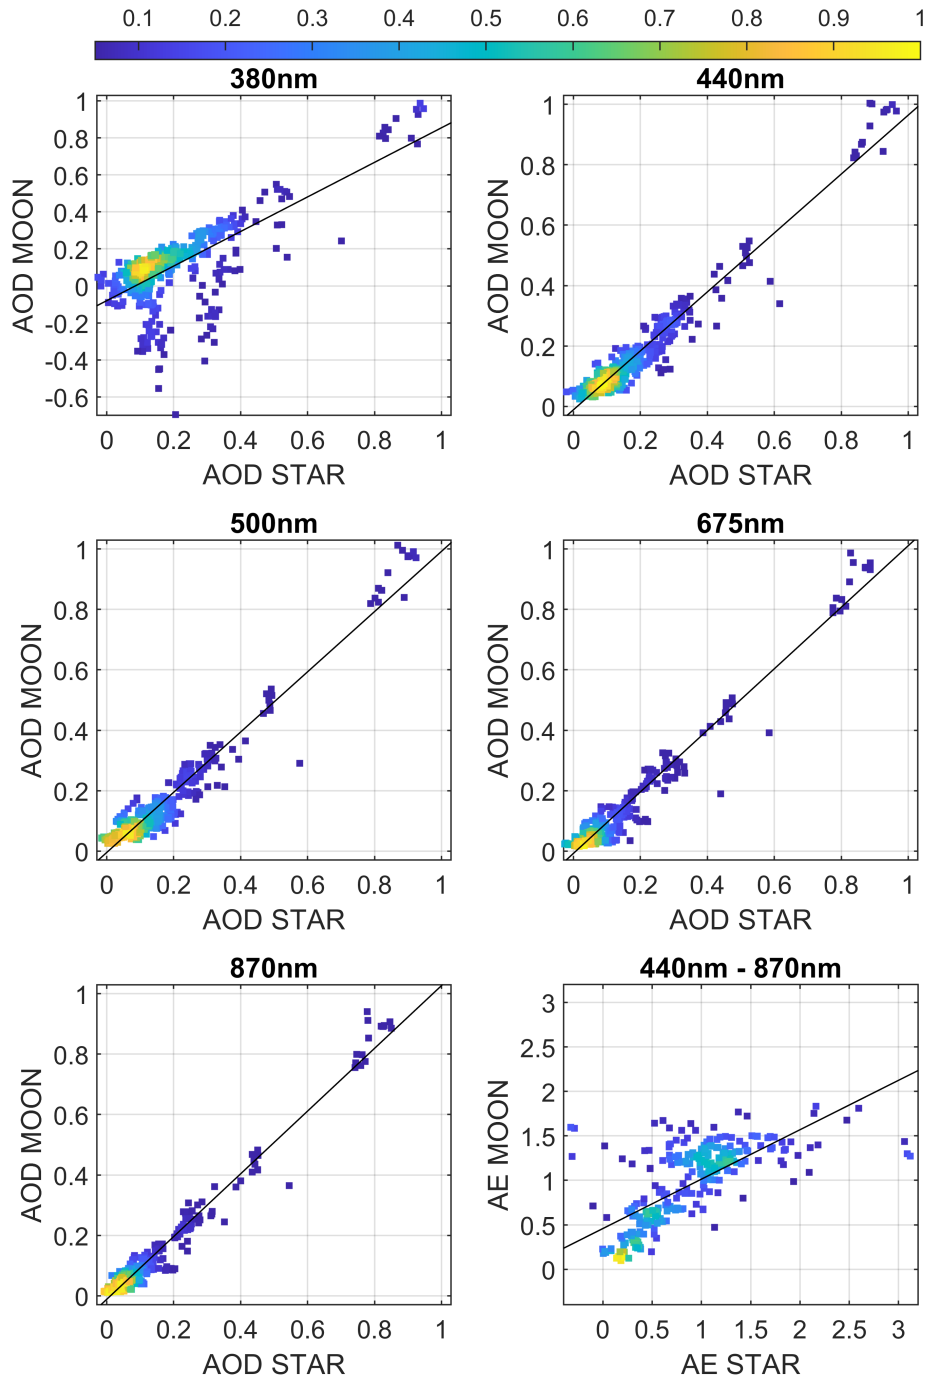 0.1 0.2 0.3 0.4 0.5 0.6 0.7 0.8 0.9 1
380nm
1
0.8
0.6
0.4
0.2
0
-0.2
-0.4
-0.6
AOD MOON
0 0.2 0.4 0.6 0.8 1
AOD STAR
440nm
1
0.8
0.6
0.4
0.2
0
AOD MOON
0 0.2 0.4 0.6 0.8 1
AOD STAR
500nm
1
0.8
0.6
0.4
0.2
0
AOD MOON
0 0.2 0.4 0.6 0.8 1
AOD STAR
675nm
1
0.8
0.6
0.4
0.2
0
AOD MOON
0 0.2 0.4 0.6 0.8 1
AOD STAR
870nm
1
0.8
0.6
0.4
0.2
0
AOD MOON
0 0.2 0.4 0.6 0.8 1
AOD STAR
440nm - 870nm
3
2.5
2
1.5
1
0.5
0
AE MOON
0 0.5 1 1.5 2 2.5 3
AE STAR